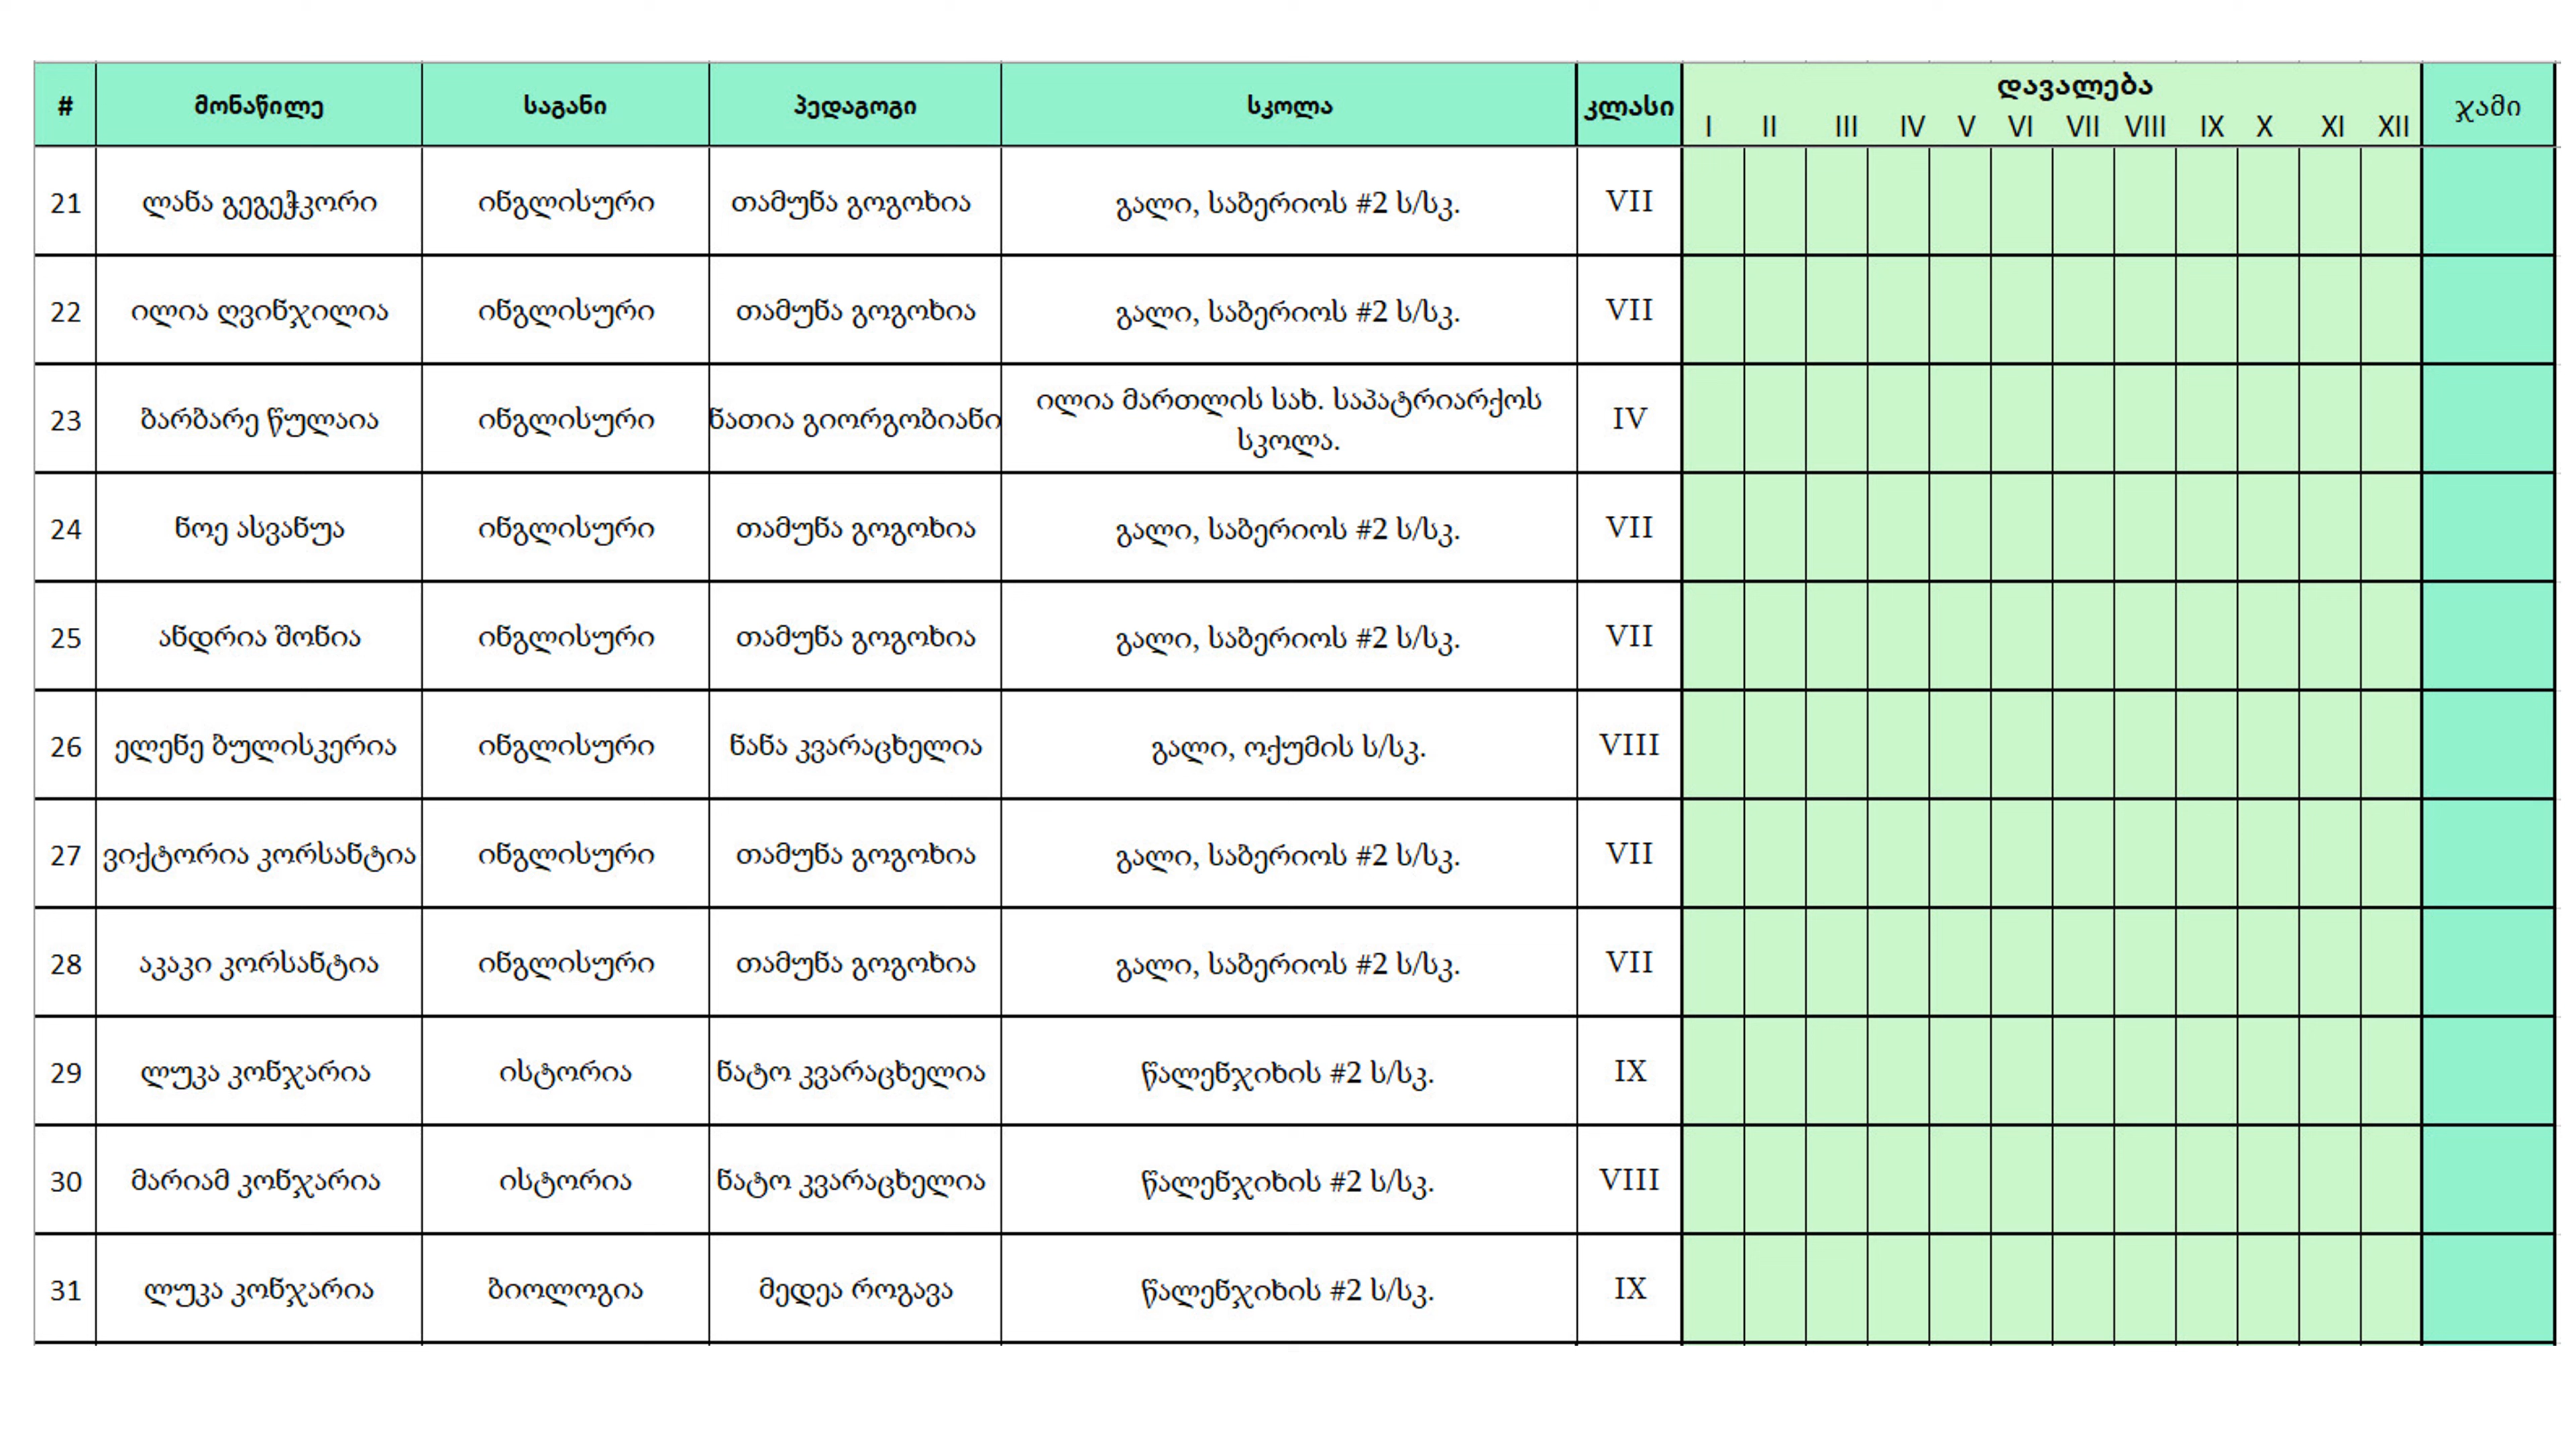 # მონაწილე საგანი პედაგოგი სკოლა კლასი დავალება ჯამი
I II III IV V VI VII VIII IX X XI XII
21 ლანა გეგეჭკორი ინგლისური თამუნა გოგოხია გალი, საბერიოს #2 ს/სკ. VII
22 ილია ღვინჯილია ინგლისური თამუნა გოგოხია გალი, საბერიოს #2 ს/სკ. VII
23 ბარბარე წულაია ინგლისური ნათია გიორგობიანი ილია მართლის სახ. საპატრიარქოს
სკოლა. IV
24 ნოე ასვანუა ინგლისური თამუნა გოგოხია გალი, საბერიოს #2 ს/სკ. VII
25 ანდრია შონია ინგლისური თამუნა გოგოხია გალი, საბერიოს #2 ს/სკ. VII
26 ელენე ბულისკერია ინგლისური ნანა კვარაცხელია გალი, ოქუმის ს/სკ. VIII
27 ვიქტორია კორსანტია ინგლისური თამუნა გოგოხია გალი, საბერიოს #2 ს/სკ. VII
28 აკაკი კორსანტია ინგლისური თამუნა გოგოხია გალი, საბერიოს #2 ს/სკ. VII
29 ლუკა კონჯარია ისტორია ნატო კვარაცხელია წალენჯიხის #2 ს/სკ. IX
30 მარიამ კონჯარია ისტორია ნატო კვარაცხელია წალენჯიხის #2 ს/სკ. VIII
31 ლუკა კონჯარია ბიოლოგია მედეა როგავა წალენჯიხის #2 ს/სკ. IX